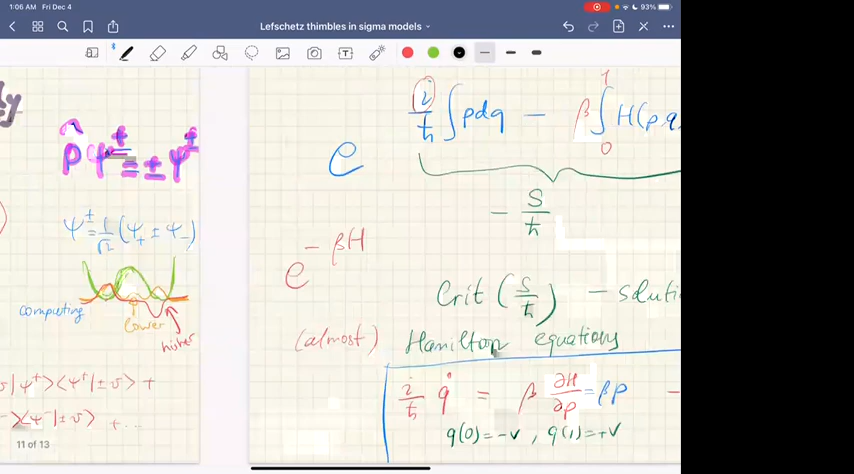 1:06 AM Fri Dec 4
93%
Lefschetz thimbles in sigma models
P̂ψ^± = ± ψ^±
ψ^± = 1/√2 (ψ₊ ± ψ₋)
computing
lower
higher
v|ψ⁺><ψ⁺|±v> +
-><ψ⁻|±v> + ...
11 of 13
e^{i/ħ ∫pdq − β∫₀¹ H(p,q
− S/ħ
e^{−βH}
Crit (S/ħ) − soluti
(almost) Hamilton equations
i/ħ q̇ = β ∂H/∂p = βp −
q(0) = −v, q(1) = +v